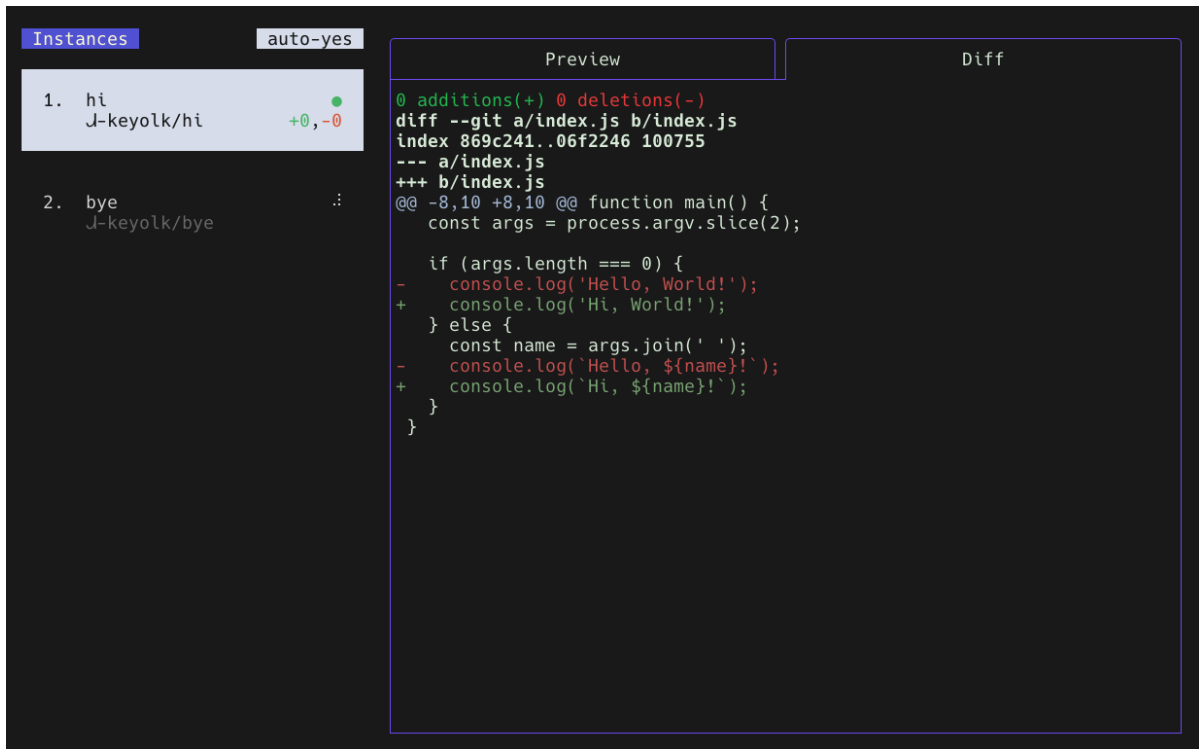 Instances
auto-yes
1. hi
Ꮧ-keyolk/hi +0,-0
2. bye
Ꮧ-keyolk/bye
Preview
Diff
0 additions(+) 0 deletions(-)
diff --git a/index.js b/index.js
index 869c241..06f2246 100755
--- a/index.js
+++ b/index.js
@@ -8,10 +8,10 @@ function main() {
   const args = process.argv.slice(2);
   if (args.length === 0) {
-    console.log('Hello, World!');
+    console.log('Hi, World!');
   } else {
     const name = args.join(' ');
-    console.log(`Hello, ${name}!`);
+    console.log(`Hi, ${name}!`);
   }
 }